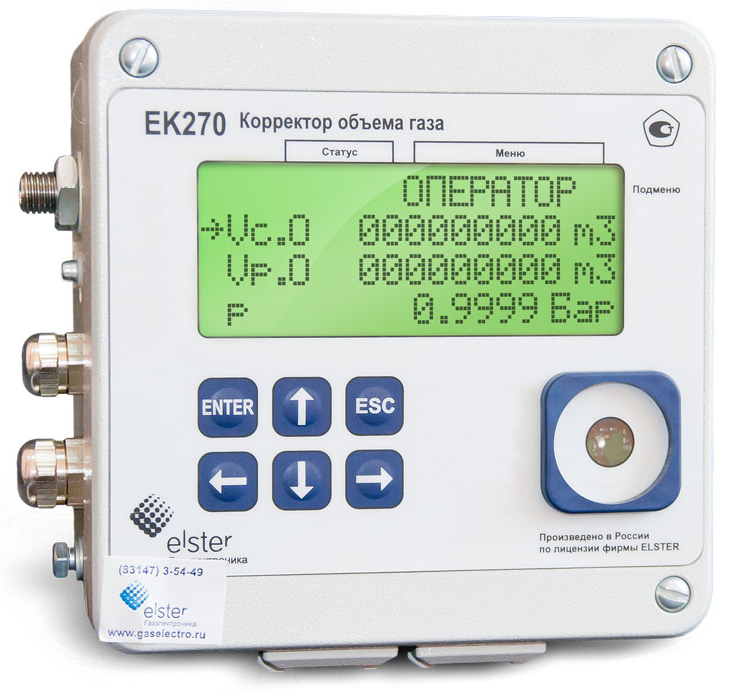 EK270 Корректор объема газа
Статус
Меню
Подменю
ОПЕРАТОР
→Vc.0 000000000 m3
Vp.0 000000000 m3
p 0.9999 Бар
ENTER ↑ ESC
← ↓ →
elster
Газэлектроника
Произведено в России
по лицензии фирмы ELSTER
(83147) 3-54-49
elster
Газэлектроника
www.gaselectro.ru